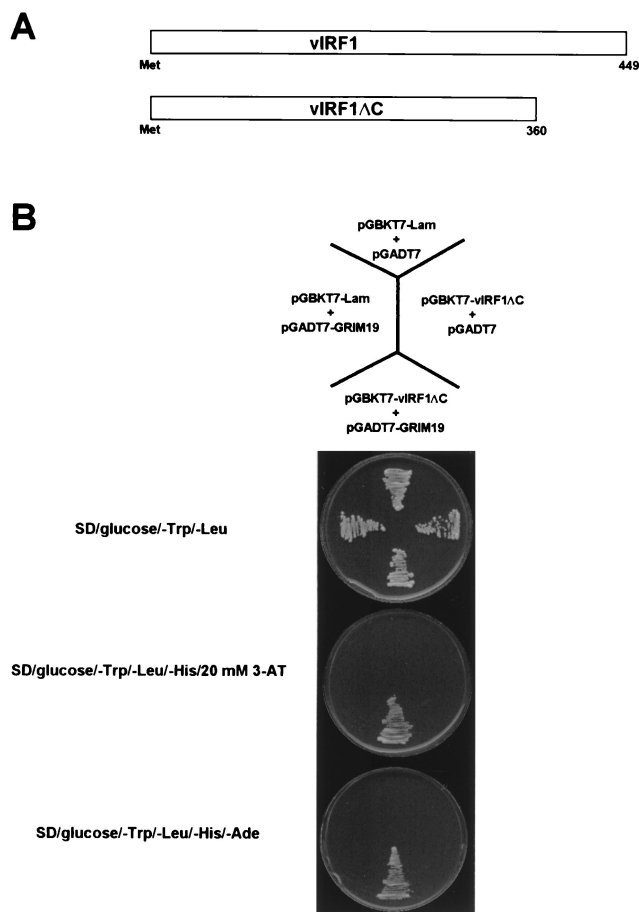 A
vIRF1
Met
449
vIRF1ΔC
Met
360
B
pGBKT7-Lam
+
pGADT7
pGBKT7-Lam
+
pGADT7-GRIM19
pGBKT7-vIRF1ΔC
+
pGADT7
pGBKT7-vIRF1ΔC
+
pGADT7-GRIM19
SD/glucose/-Trp/-Leu
SD/glucose/-Trp/-Leu/-His/20 mM 3-AT
SD/glucose/-Trp/-Leu/-His/-Ade